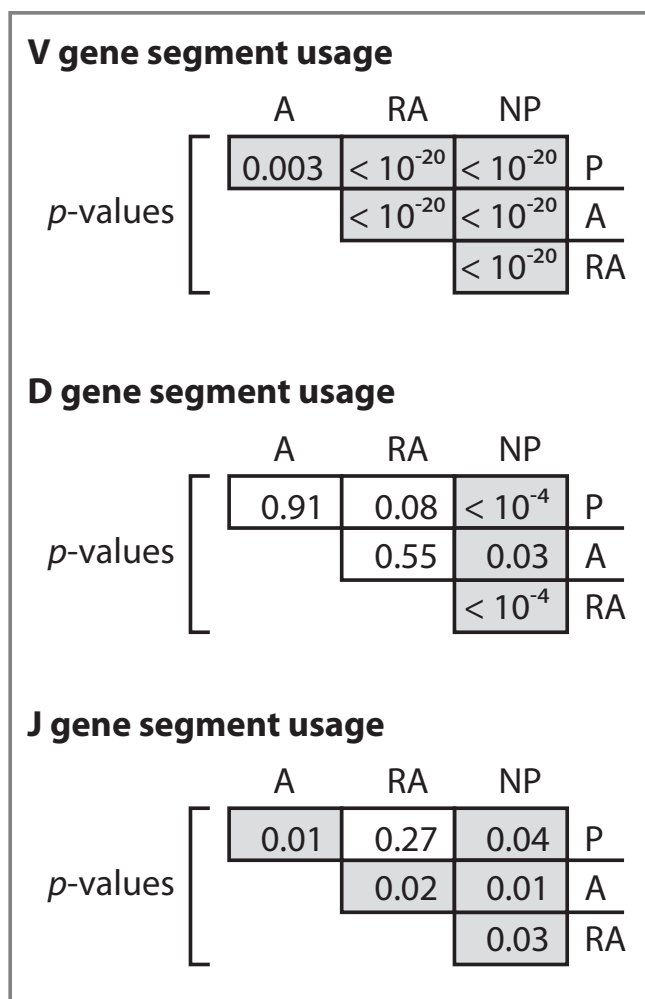 V gene segment usage
A RA NP
0.003 < 10⁻²⁰ < 10⁻²⁰ P
p-values < 10⁻²⁰ < 10⁻²⁰ A
< 10⁻²⁰ RA
D gene segment usage
A RA NP
0.91 0.08 < 10⁻⁴ P
p-values 0.55 0.03 A
< 10⁻⁴ RA
J gene segment usage
A RA NP
0.01 0.27 0.04 P
p-values 0.02 0.01 A
0.03 RA